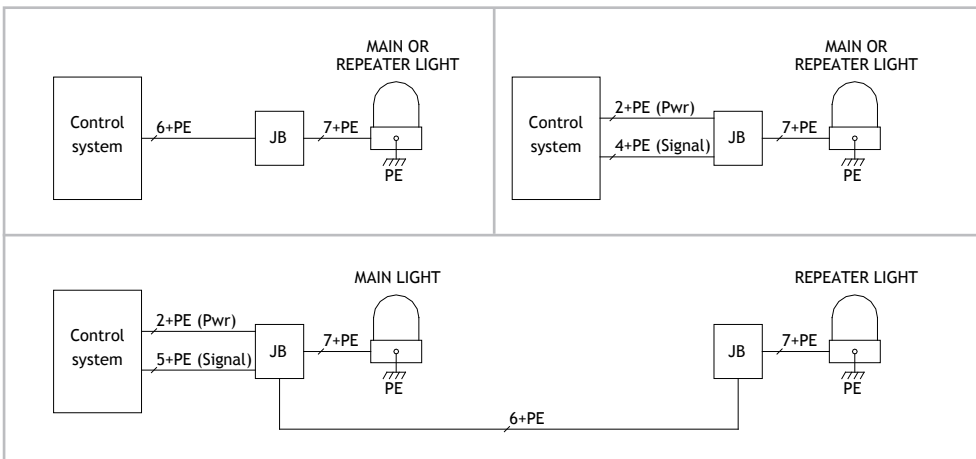 MAIN OR
REPEATER LIGHT
Control
system
6+PE
JB
7+PE
PE
MAIN OR
REPEATER LIGHT
Control
system
2+PE (Pwr)
4+PE (Signal)
JB
7+PE
PE
MAIN LIGHT
REPEATER LIGHT
Control
system
2+PE (Pwr)
5+PE (Signal)
JB
7+PE
PE
JB
7+PE
PE
6+PE